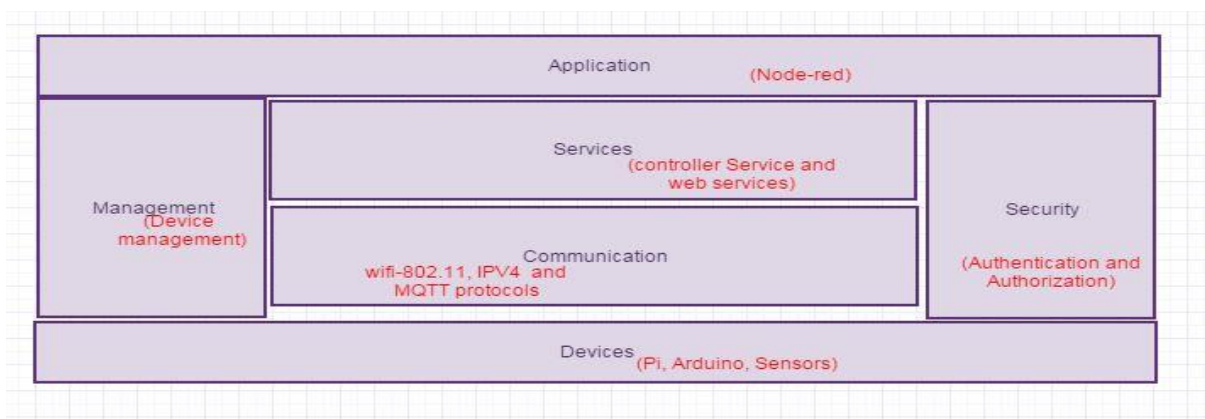 Application (Node-red)
Services
(controller Service and
web services)
Management
(Device
management)
Communication
wifi-802.11, IPV4 and
MQTT protocols
Security
(Authentication and
Authorization)
Devices (Pi, Arduino, Sensors)